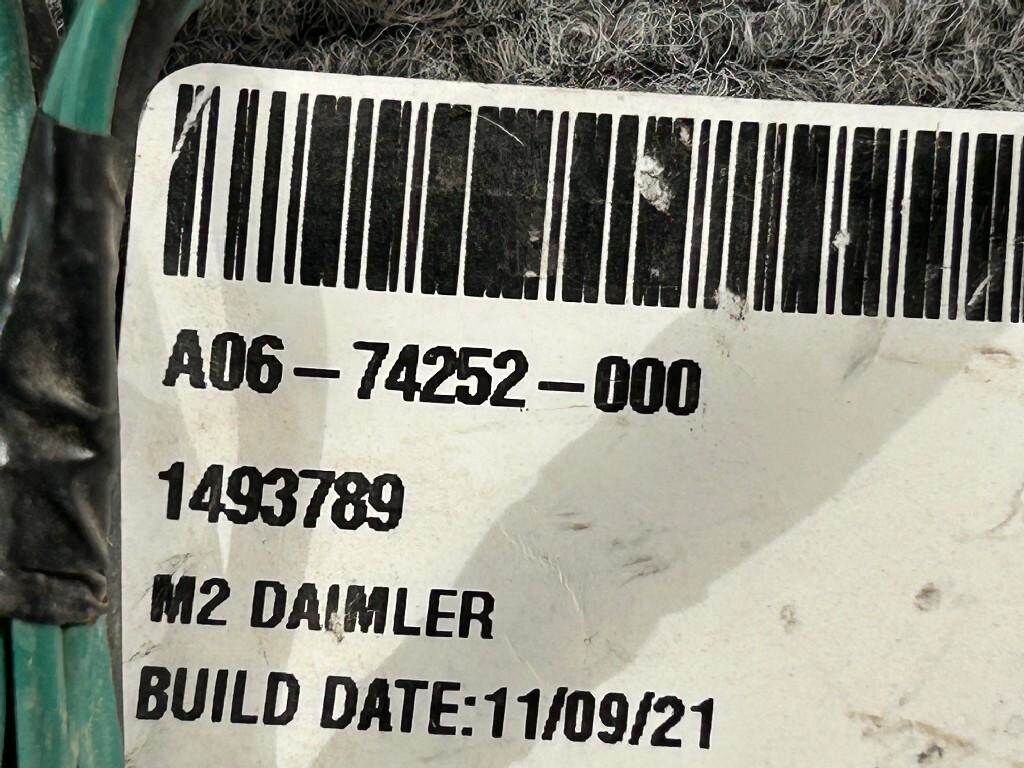 A06-74252-000
1493789
M2 DAIMLER
BUILD DATE:11/09/21